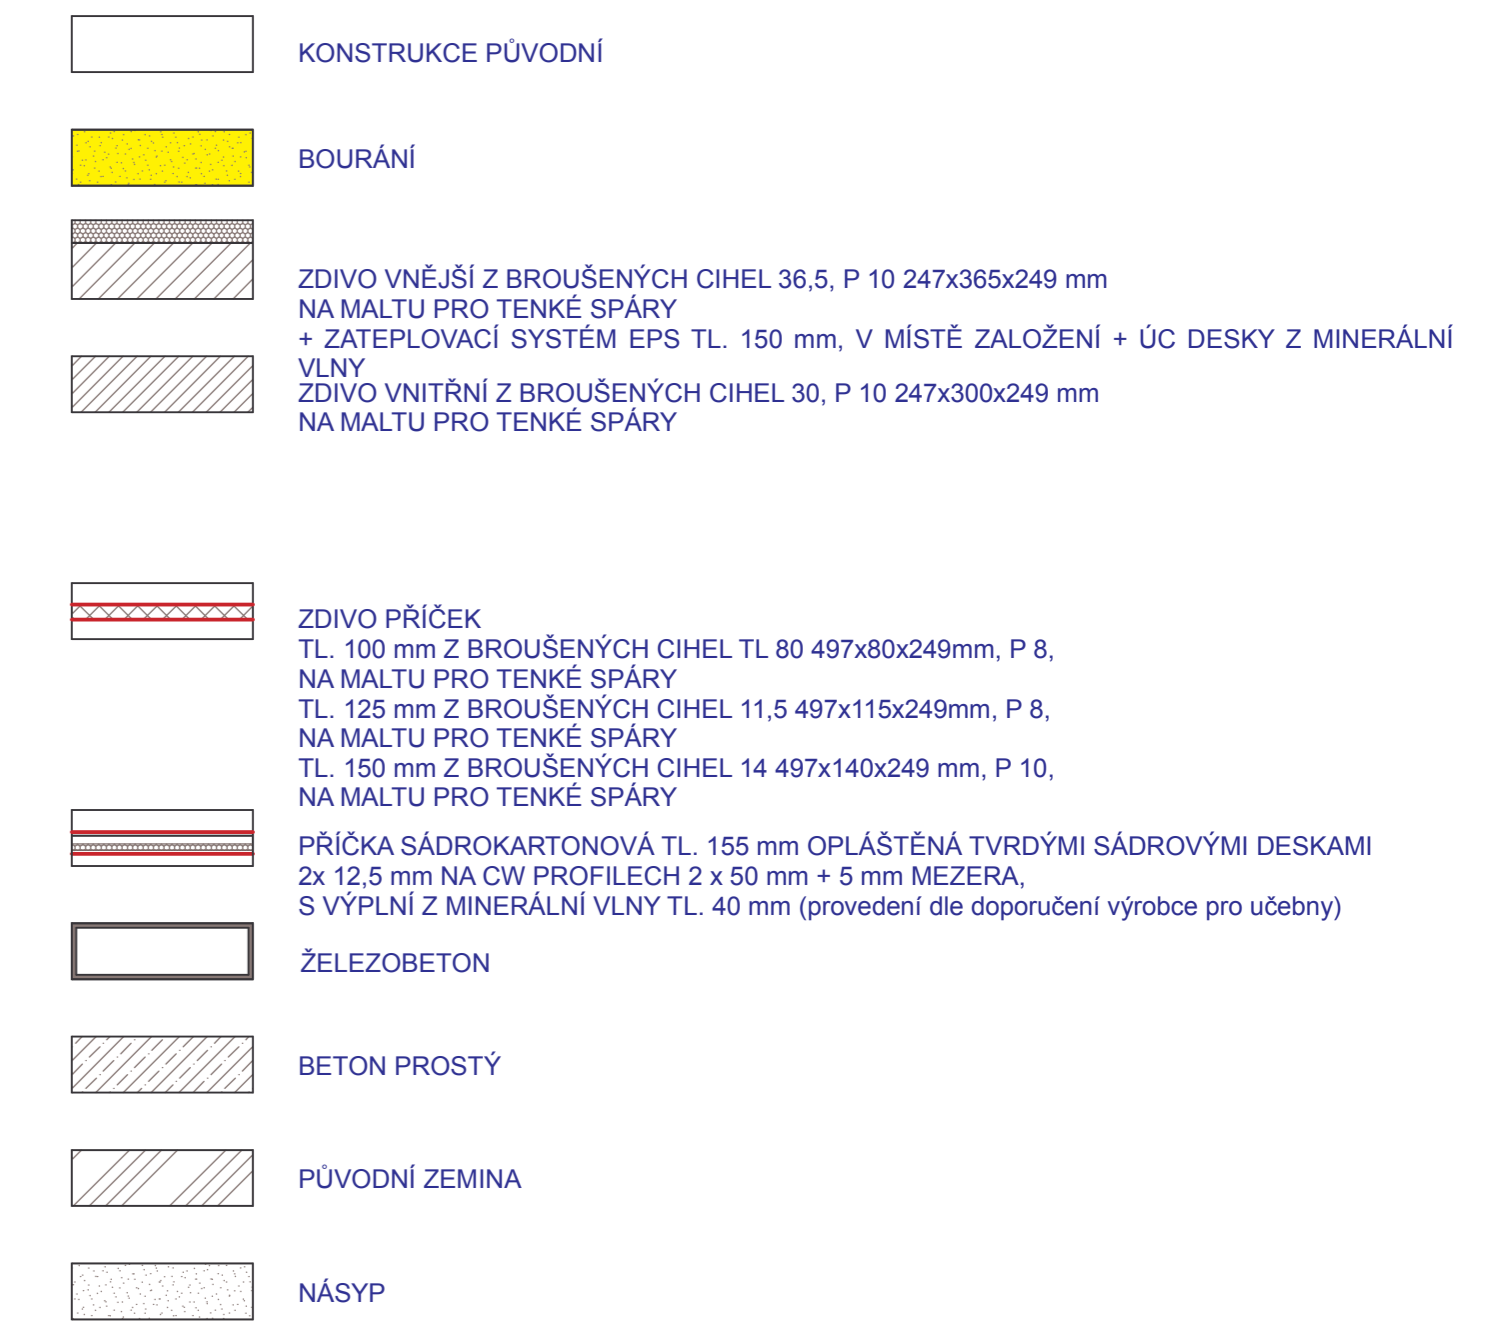 KONSTRUKCE PŮVODNÍ
BOURÁNÍ
ZDIVO VNĚJŠÍ Z BROUŠENÝCH CIHEL 36,5, P 10 247x365x249 mm
NA MALTU PRO TENKÉ SPÁRY
+ ZATEPLOVACÍ SYSTÉM EPS TL. 150 mm, V MÍSTĚ ZALOŽENÍ + ÚC DESKY Z MINERÁLNÍ
VLNY
ZDIVO VNITŘNÍ Z BROUŠENÝCH CIHEL 30, P 10 247x300x249 mm
NA MALTU PRO TENKÉ SPÁRY
ZDIVO PŘÍČEK
TL. 100 mm Z BROUŠENÝCH CIHEL TL 80 497x80x249mm, P 8,
NA MALTU PRO TENKÉ SPÁRY
TL. 125 mm Z BROUŠENÝCH CIHEL 11,5 497x115x249mm, P 8,
NA MALTU PRO TENKÉ SPÁRY
TL. 150 mm Z BROUŠENÝCH CIHEL 14 497x140x249 mm, P 10,
NA MALTU PRO TENKÉ SPÁRY
PŘÍČKA SÁDROKARTONOVÁ TL. 155 mm OPLÁŠTĚNÁ TVRDÝMI SÁDROVÝMI DESKAMI
2x 12,5 mm NA CW PROFILECH 2 x 50 mm + 5 mm MEZERA,
S VÝPLNÍ Z MINERÁLNÍ VLNY TL. 40 mm (provedení dle doporučení výrobce pro učebny)
ŽELEZOBETON
BETON PROSTÝ
PŮVODNÍ ZEMINA
NÁSYP